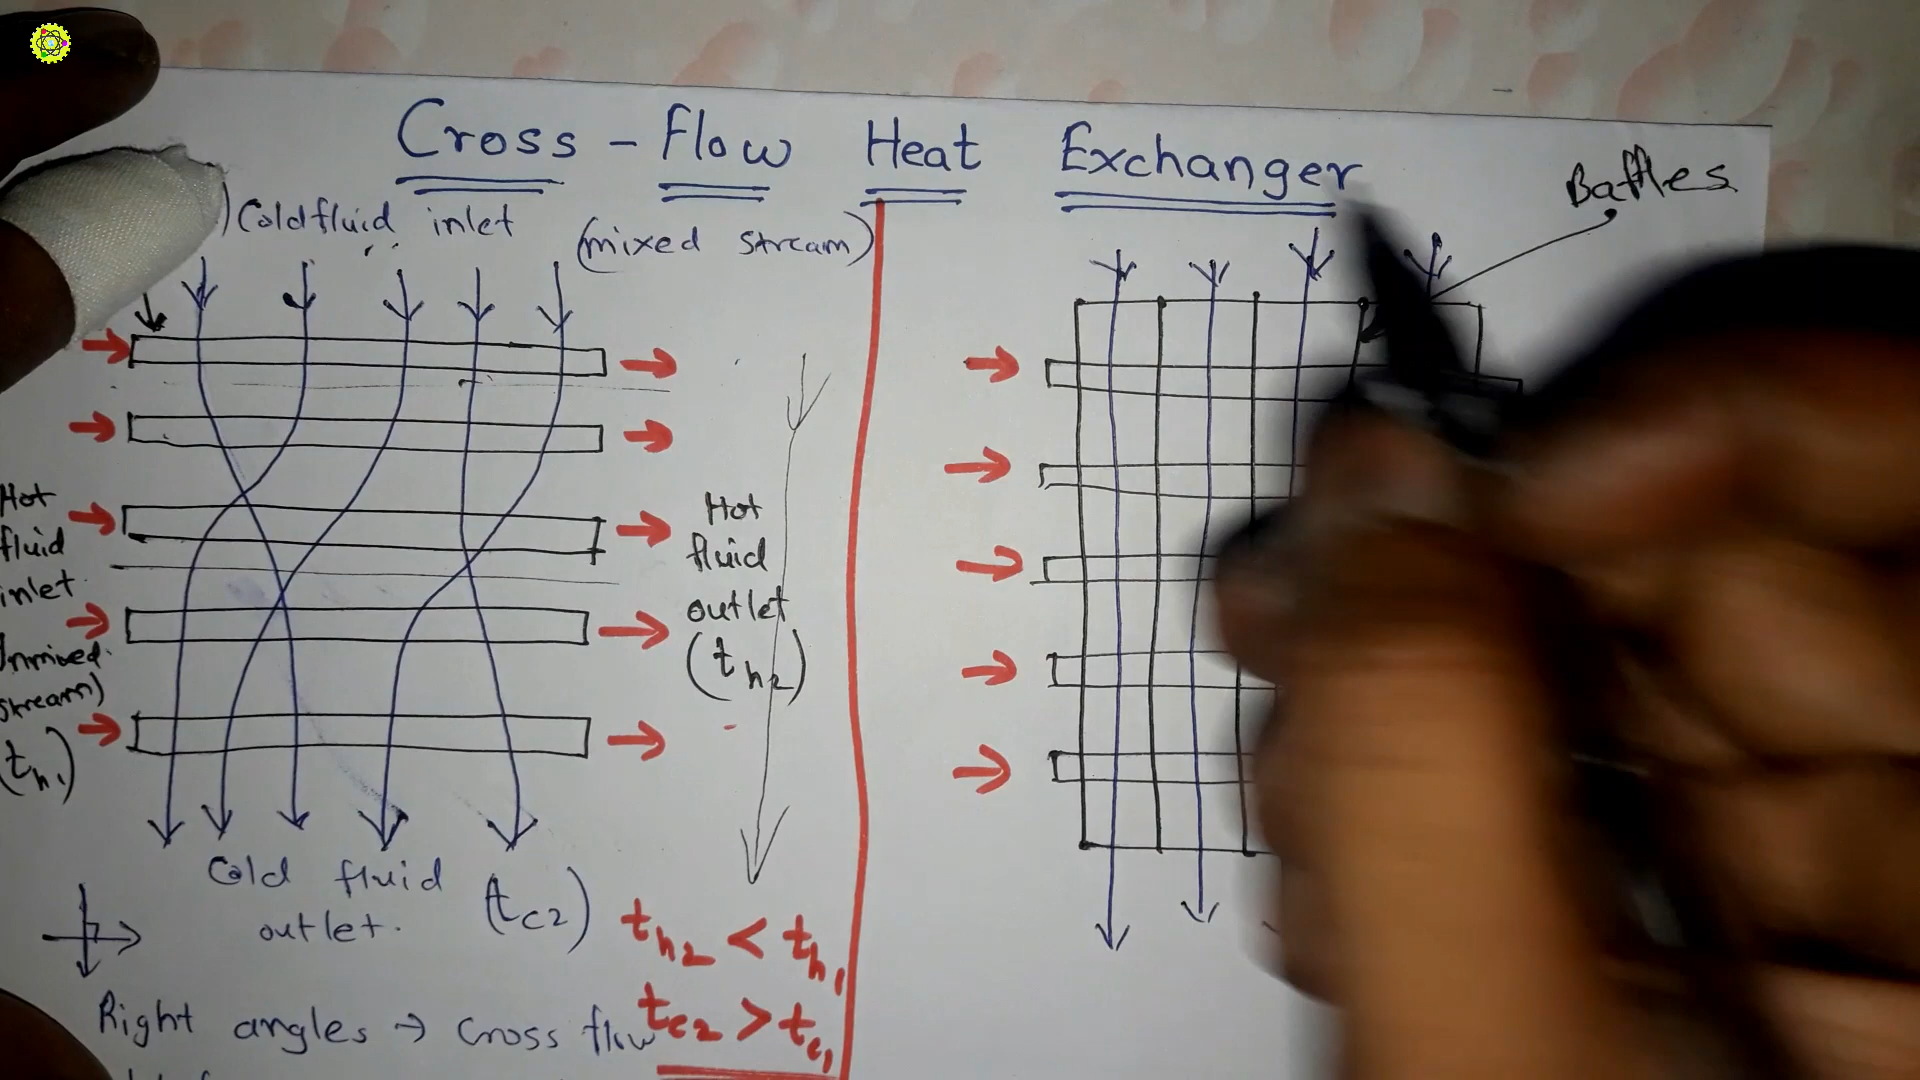 Cross - Flow Heat Exchanger
Baffles
Cold fluid inlet (mixed stream)
Hot
fluid
inlet
stream)
(th1)
Hot
fluid
outlet
(th2)
Cold fluid (tc2)
outlet.
th2 < th1
tc2 > tc1
Right angles → cross flow